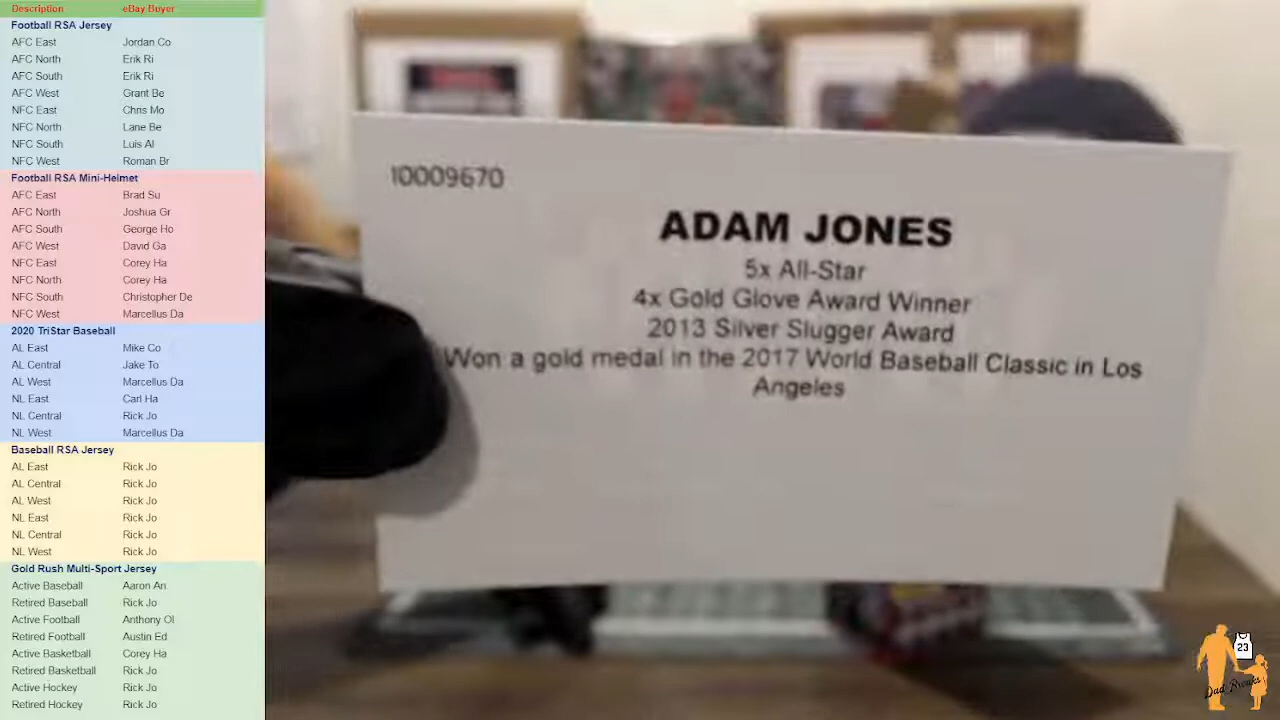 Description eBay Buyer
Football RSA Jersey
AFC East Jordan Co
AFC North Erik Ri
AFC South Erik Ri
AFC West Grant Be
NFC East Chris Mo
NFC North Lane Be
NFC South Luis Al
NFC West Roman Br
Football RSA Mini-Helmet
AFC East Brad Su
AFC North Joshua Gr
AFC South George Ho
AFC West David Ga
NFC East Corey Ha
NFC North Corey Ha
NFC South Christopher De
NFC West Marcellus Da
2020 TriStar Baseball
AL East Mike Co
AL Central Jake To
AL West Marcellus Da
NL East Carl Ha
NL Central Rick Jo
NL West Marcellus Da
Baseball RSA Jersey
AL East Rick Jo
AL Central Rick Jo
AL West Rick Jo
NL East Rick Jo
NL Central Rick Jo
NL West Rick Jo
Gold Rush Multi-Sport Jersey
Active Baseball Aaron An
Retired Baseball Rick Jo
Active Football Anthony Ol
Retired Football Austin Ed
Active Basketball Corey Ha
Retired Basketball Rick Jo
Active Hockey Rick Jo
Retired Hockey Rick Jo
10009670
ADAM JONES
5x All-Star
4x Gold Glove Award Winner
2013 Silver Slugger Award
Won a gold medal in the 2017 World Baseball Classic in Los
Angeles
23
Dad Breaks